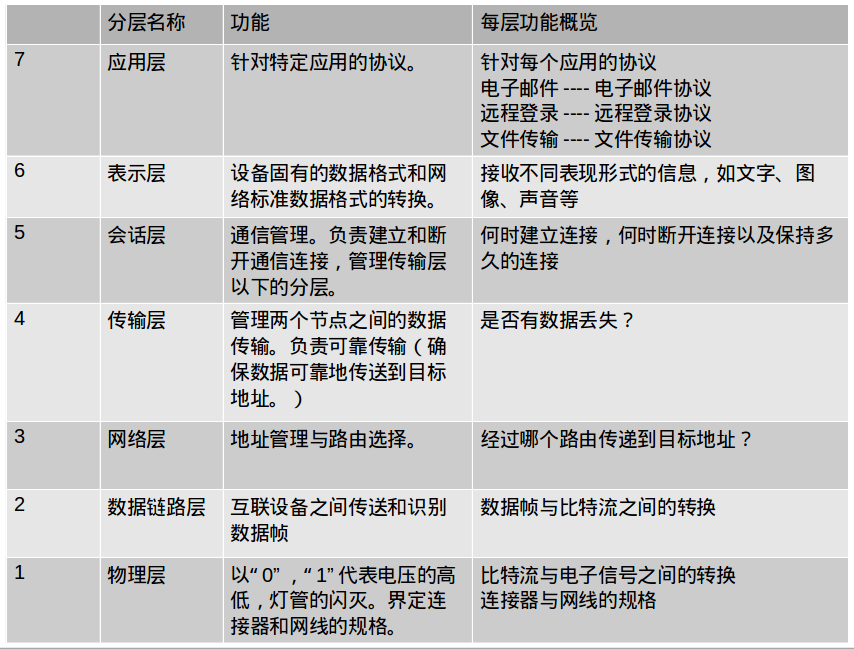 分层名称 功能 每层功能概览
7 应用层 针对特定应用的协议。 针对每个应用的协议
电子邮件 ---- 电子邮件协议
远程登录 ---- 远程登录协议
文件传输 ---- 文件传输协议
6 表示层 设备固有的数据格式和网 接收不同表现形式的信息，如文字、图
络标准数据格式的转换。 像、声音等
5 会话层 通信管理。负责建立和断 何时建立连接，何时断开连接以及保持多
开通信连接，管理传输层 久的连接
以下的分层。
4 传输层 管理两个节点之间的数据 是否有数据丢失？
传输。负责可靠传输（确
保数据可靠地传送到目标
地址。）
3 网络层 地址管理与路由选择。 经过哪个路由传递到目标地址？
2 数据链路层 互联设备之间传送和识别 数据帧与比特流之间的转换
数据帧
1 物理层 以“0”，“1”代表电压的高 比特流与电子信号之间的转换
低，灯管的闪灭。界定连 连接器与网线的规格
接器和网线的规格。